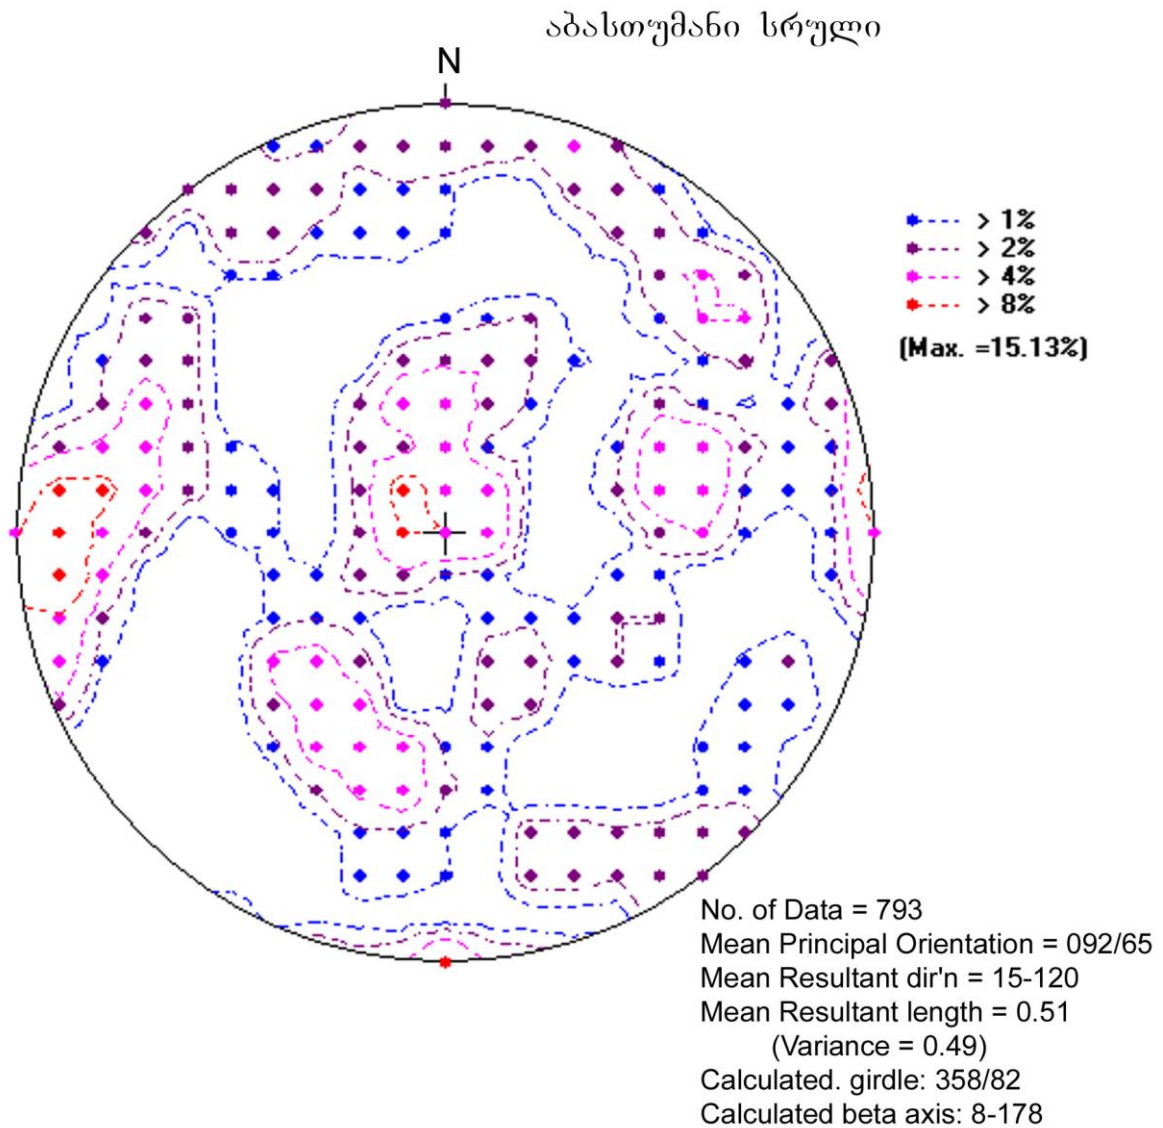 აბასთუმანი სრული
N
> 1%
> 2%
> 4%
> 8%
(Max. =15.13%)
No. of Data = 793
Mean Principal Orientation = 092/65
Mean Resultant dir'n = 15-120
Mean Resultant length = 0.51
(Variance = 0.49)
Calculated. girdle: 358/82
Calculated beta axis: 8-178